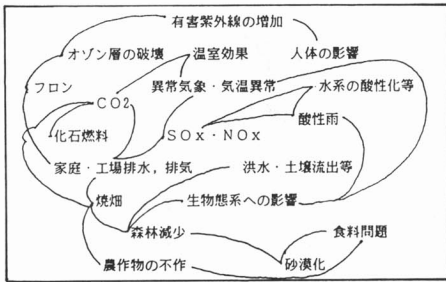 有害紫外線の増加
オゾン層の破壊 温室効果 人体の影響
フロン 異常気象・気温異常 水系の酸性化等
CO2
酸性雨
化石燃料 SOx・NOx
家庭・工場排水，排気 洪水・土壌流出等
焼畑 生物態系への影響
森林減少 食料問題
農作物の不作 砂漠化